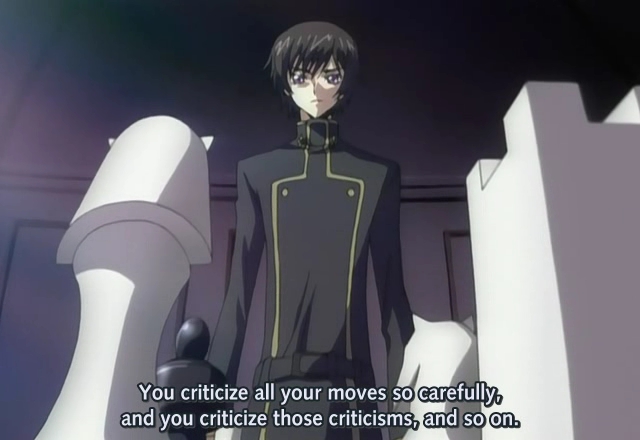 You criticize all your moves so carefully,
and you criticize those criticisms, and so on.